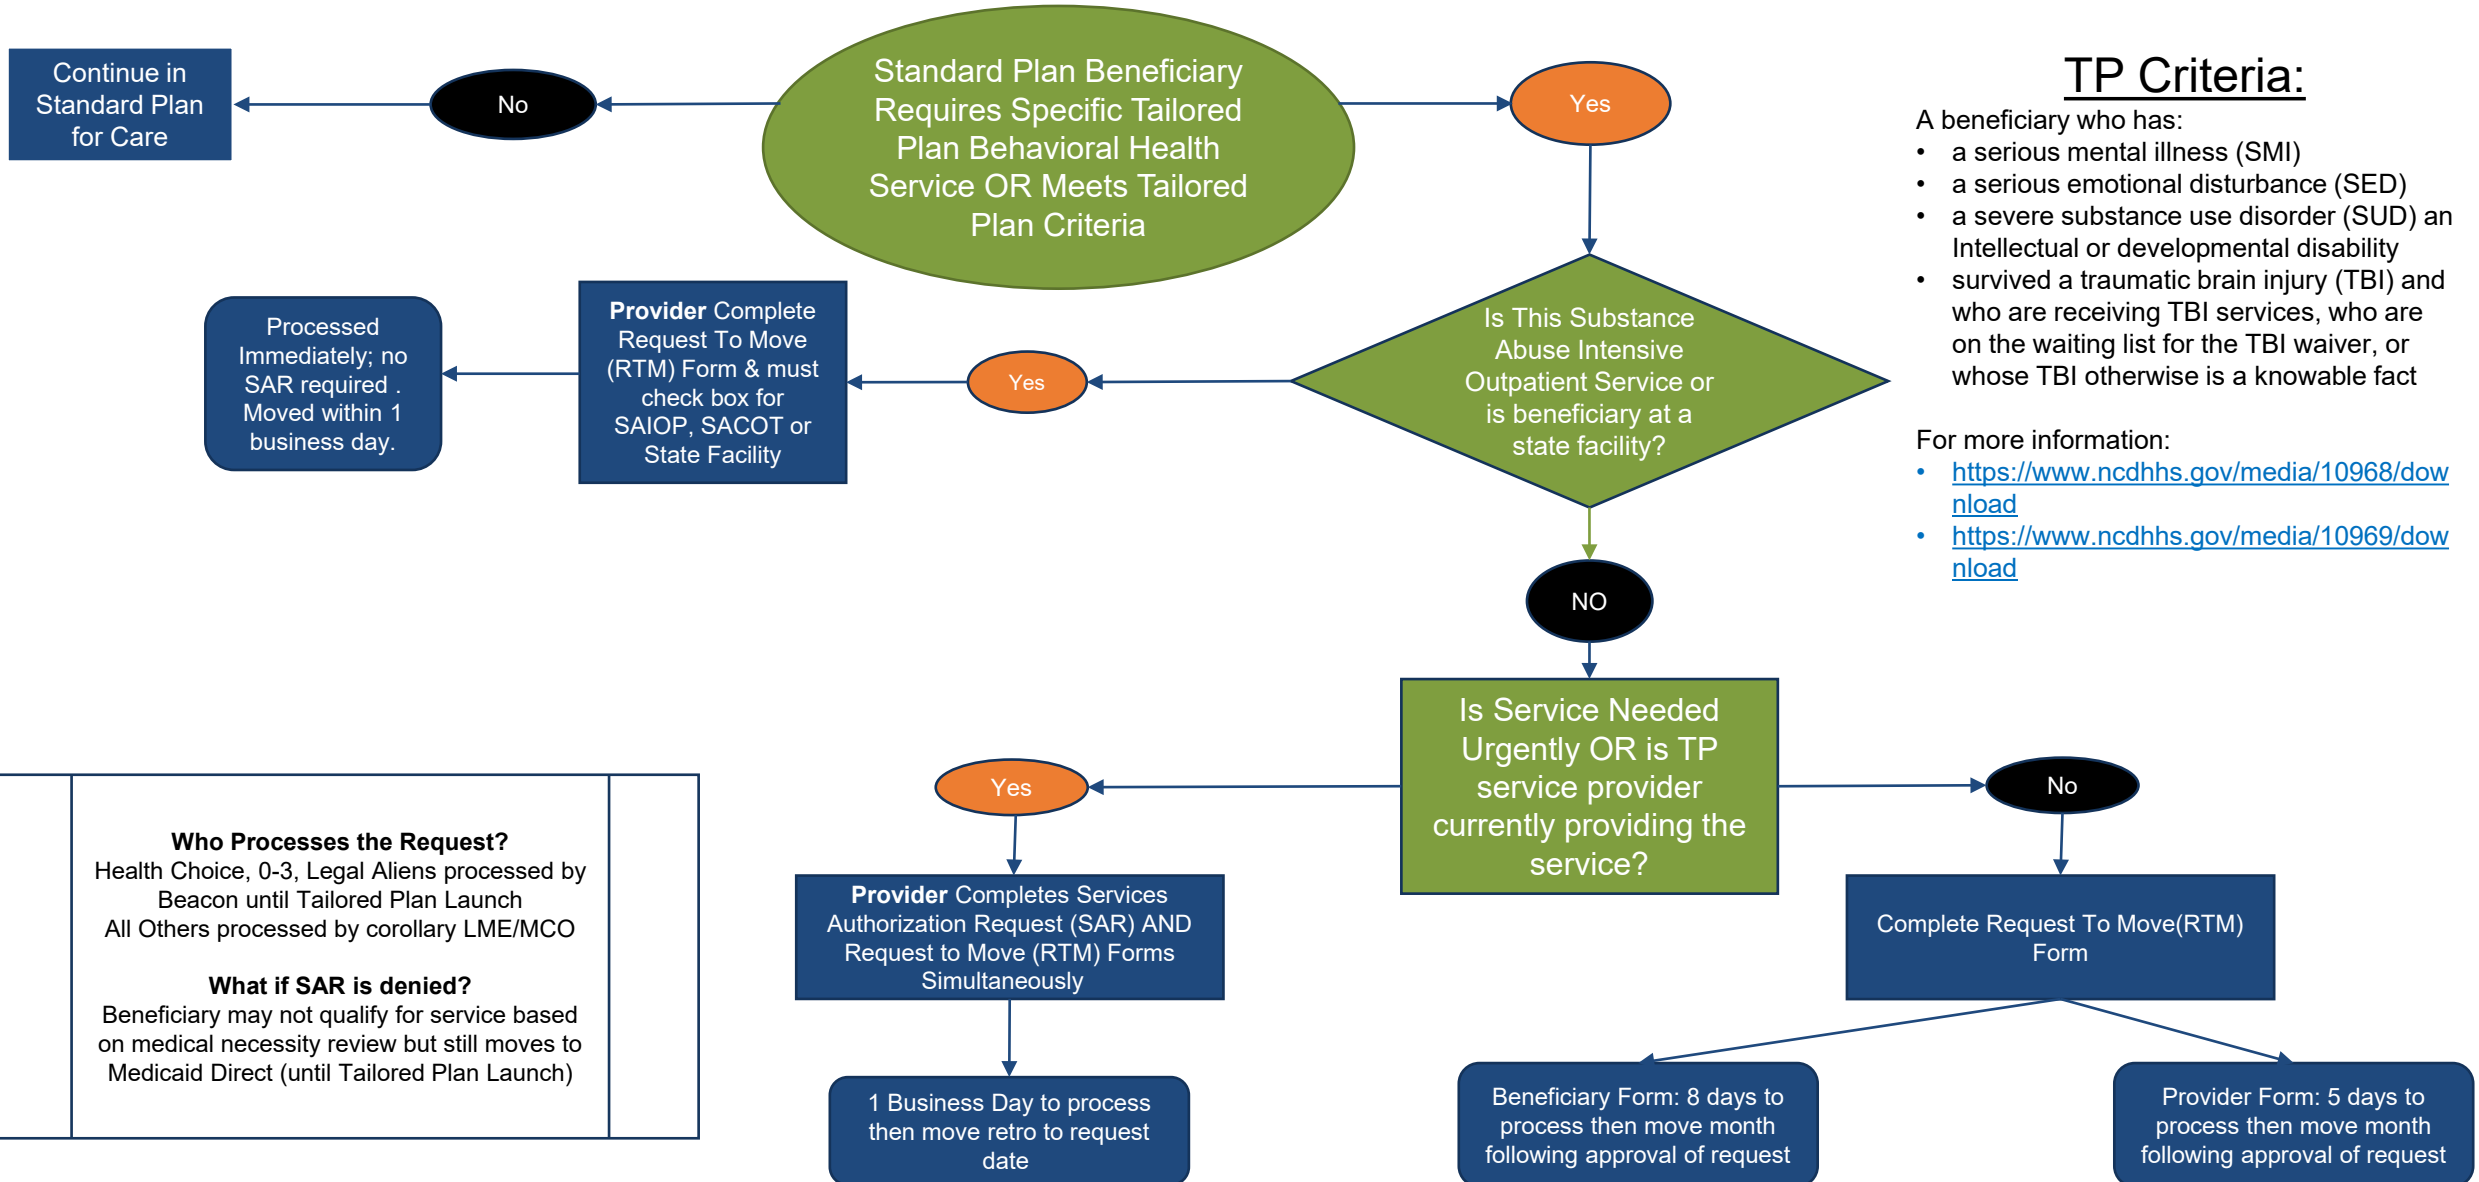 Continue in
Standard Plan
for Care
No
Standard Plan Beneficiary
Requires Specific Tailored
Plan Behavioral Health
Service OR Meets Tailored
Plan Criteria
Yes
TP Criteria:
A beneficiary who has:
• a serious mental illness (SMI)
• a serious emotional disturbance (SED)
• a severe substance use disorder (SUD) an
Intellectual or developmental disability
• survived a traumatic brain injury (TBI) and
who are receiving TBI services, who are
on the waiting list for the TBI waiver, or
whose TBI otherwise is a knowable fact
For more information:
• https://www.ncdhhs.gov/media/10968/dow
nload
• https://www.ncdhhs.gov/media/10969/dow
nload
Processed
Immediately; no
SAR required .
Moved within 1
business day.
Provider Complete
Request To Move
(RTM) Form & must
check box for
SAIOP, SACOT or
State Facility
Yes
Is This Substance
Abuse Intensive
Outpatient Service or
is beneficiary at a
state facility?
NO
Is Service Needed
Urgently OR is TP
service provider
currently providing the
service?
Yes
No
Who Processes the Request?
Health Choice, 0-3, Legal Aliens processed by
Beacon until Tailored Plan Launch
All Others processed by corollary LME/MCO
What if SAR is denied?
Beneficiary may not qualify for service based
on medical necessity review but still moves to
Medicaid Direct (until Tailored Plan Launch)
Provider Completes Services
Authorization Request (SAR) AND
Request to Move (RTM) Forms
Simultaneously
Complete Request To Move(RTM)
Form
1 Business Day to process
then move retro to request
date
Beneficiary Form: 8 days to
process then move month
following approval of request
Provider Form: 5 days to
process then move month
following approval of request